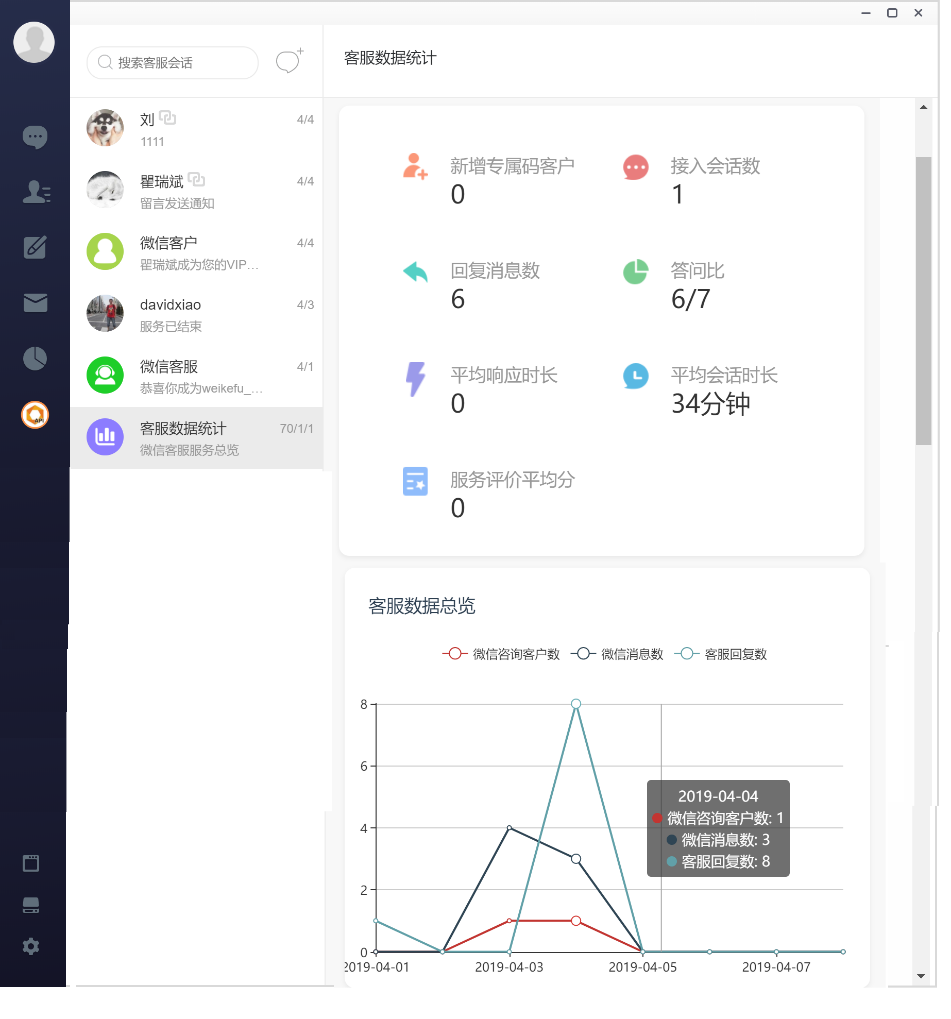 搜索客服会话
刘
4/4
1111
瞿瑞斌
4/4
留言发送通知
微信客户
4/4
翟瑞斌成为您的VIP…
davidxiao
4/3
服务已结束
微信客服
4/1
恭喜你成为weikefu_…
客服数据统计
70/1/1
微信客服服务总览
API
客服数据统计
新增专属码客户
0
接入会话数
1
回复消息数
6
答问比
6/7
平均响应时长
0
平均会话时长
34分钟
服务评价平均分
0
客服数据总览
微信咨询客户数 微信消息数 客服回复数
8
6
4
2
0
2019-04-04
微信咨询客户数: 1
微信消息数: 3
客服回复数: 8
2019-04-01 2019-04-03 2019-04-05 2019-04-07